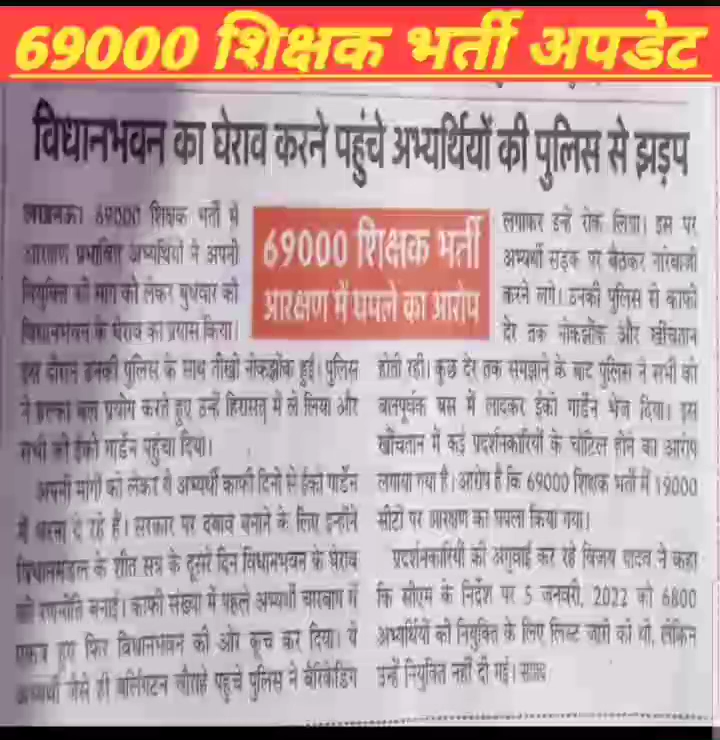 69000 शिक्षक भर्ती अपडेट
विधानभवन का घेराव करने पहुंचे अभ्यर्थियों की पुलिस से झड़प
लखनऊ। 69000 शिक्षक भर्ती में
आरक्षण प्रभावित अभ्यर्थियों ने अपनी
नियुक्ति की मांग को लेकर बुधवार को
विधानभवन के घेराव का प्रयास किया।
69000 शिक्षक भर्ती
आरक्षण में घपले का आरोप
इस दौरान उनकी पुलिस के साथ तीखी नोकझोंक हुई। पुलिस
ने हल्का बल प्रयोग करते हुए उन्हें हिरासत में ले लिया और
सभी को ईको गार्डन पहुंचा दिया।
अपनी मांगों को लेकर ये अभ्यर्थी काफी दिनों से ईको गार्डन
में धरना दे रहे हैं। सरकार पर दबाव बनाने के लिए इन्होंने
विधानमंडल के शीत सत्र के दूसरे दिन विधानभवन के घेराव
की रणनीति बनाई। काफी संख्या में पहले अभ्यर्थी चारबाग में
एकत्र हुए फिर विधानभवन की ओर कूच कर दिया। ये
अभ्यर्थी जैसे ही बर्लिंगटन चौराहे पहुंचे पुलिस ने बैरिकेडिंग
लगाकर उन्हें रोक लिया। इस पर
अभ्यर्थी सड़क पर बैठकर नारेबाजी
करने लगे। उनकी पुलिस से काफी
देर तक नोकझोंक और खींचतान
होती रही। कुछ देर तक समझाने के बाद पुलिस ने सभी को
बलपूर्वक बस में लादकर ईको गार्डन भेज दिया। इस
खींचतान में कई प्रदर्शनकारियों के चोटिल होने का आरोप
लगाया गया है। आरोप है कि 69000 शिक्षक भर्ती में 19000
सीटों पर आरक्षण का घपला किया गया।
प्रदर्शनकारियों की अगुवाई कर रहे विजय यादव ने कहा
कि सीएम के निर्देश पर 5 जनवरी, 2022 को 6800
अभ्यर्थियों की नियुक्ति के लिए लिस्ट जारी की थी, लेकिन
उन्हें नियुक्ति नहीं दी गई।